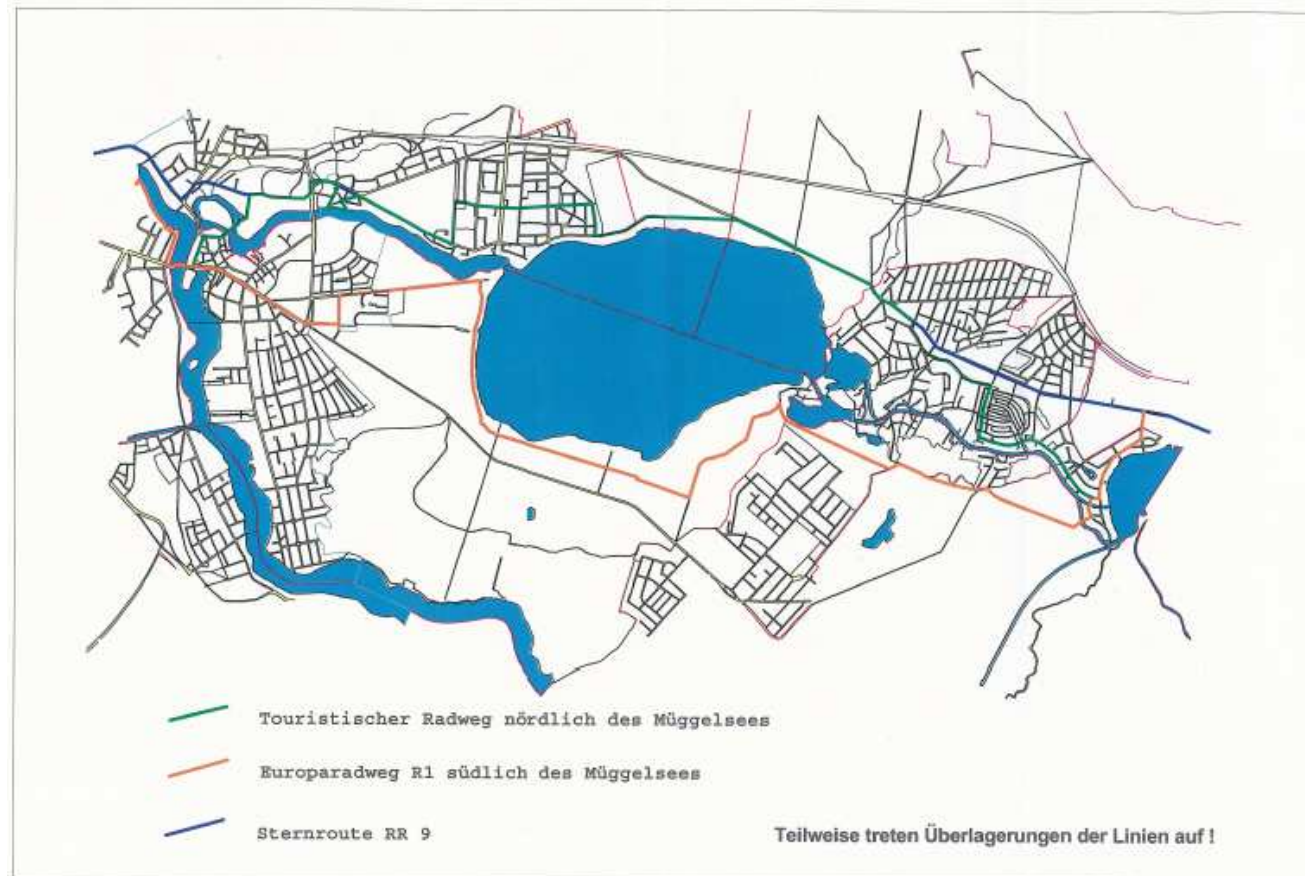 Touristischer Radweg nördlich des Müggelsees
Europaradweg R1 südlich des Müggelsees
Sternroute RR 9
Teilweise treten Überlagerungen der Linien auf !